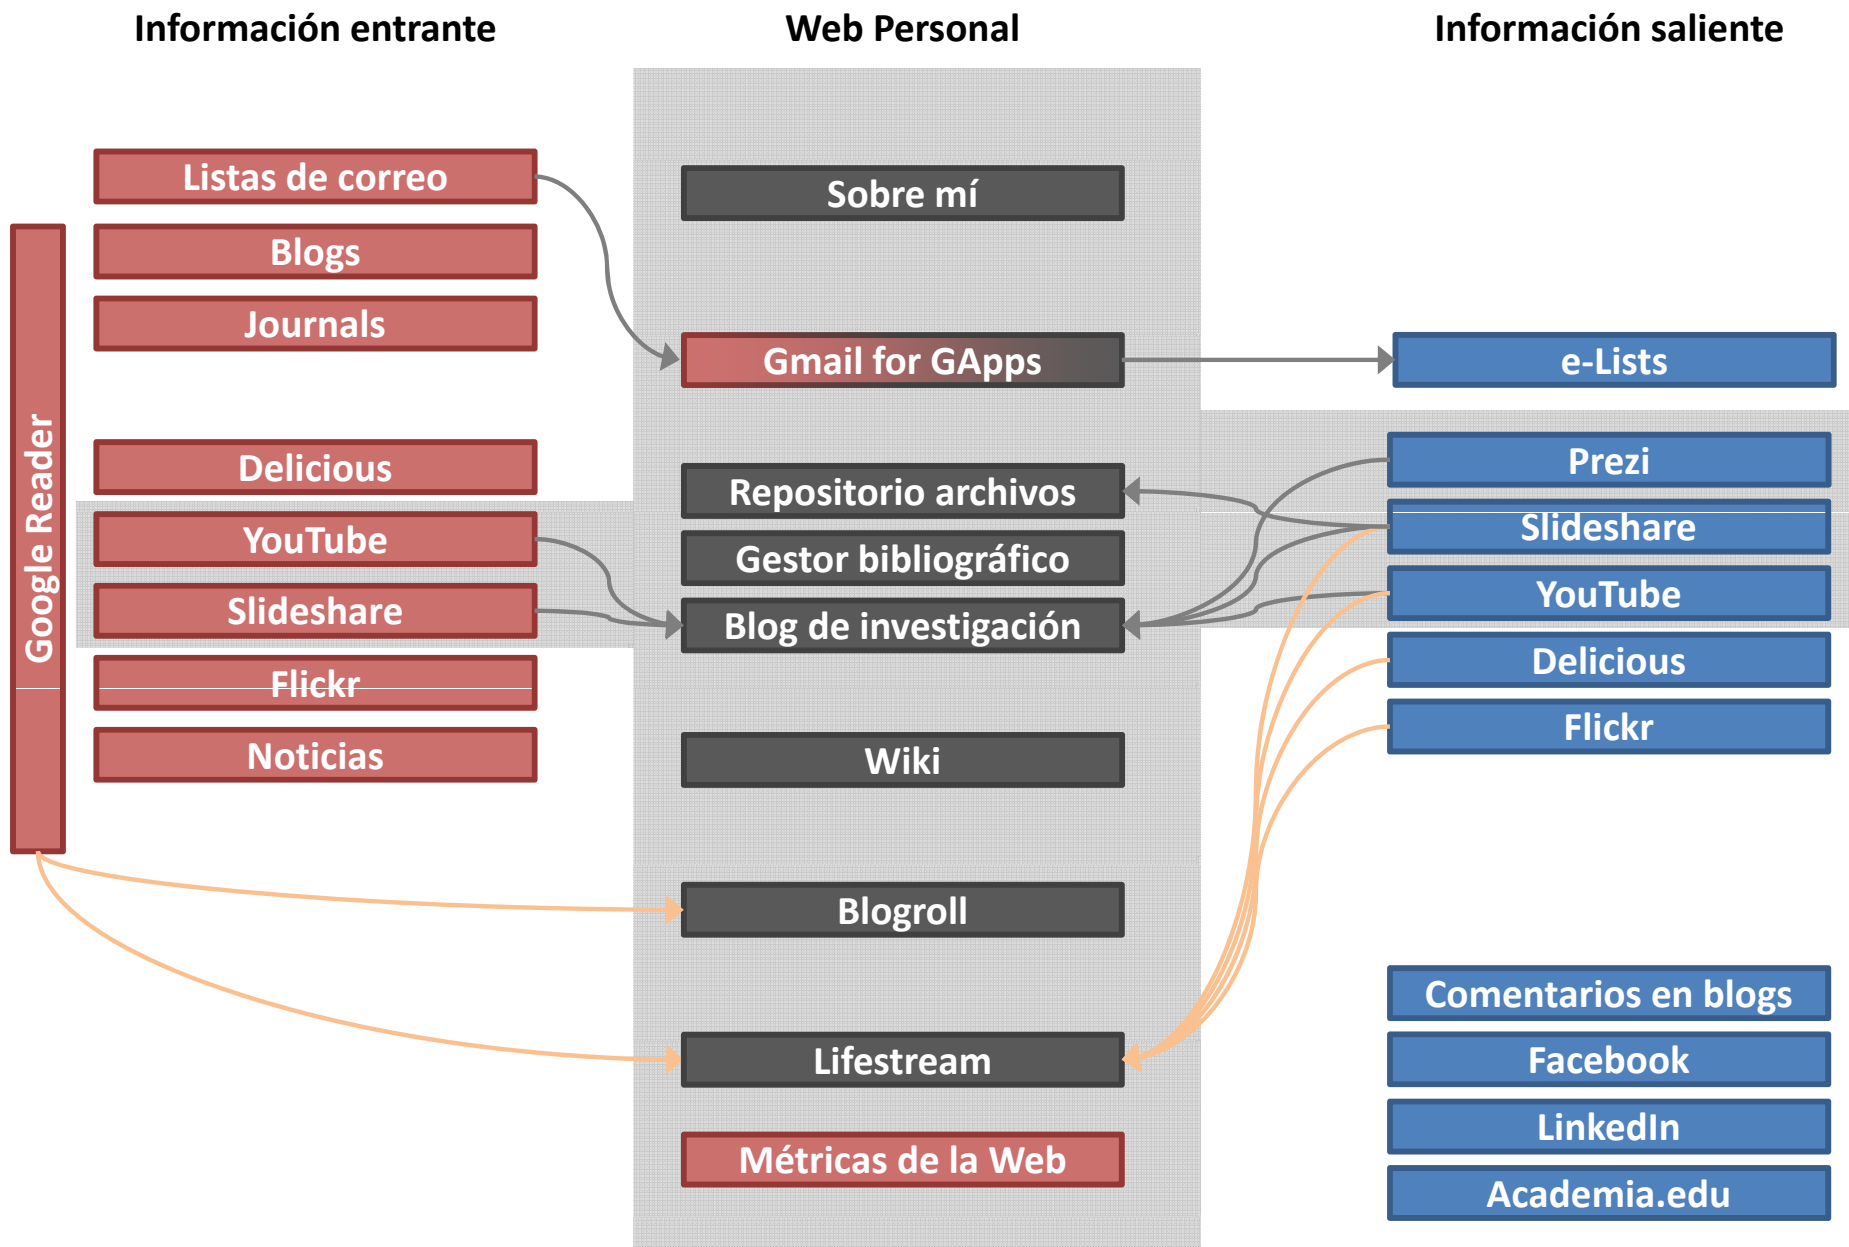 Información entrante
Web Personal
Información saliente
Google Reader
Listas de correo
Blogs
Journals
Delicious
YouTube
Slideshare
Flickr
Noticias
Sobre mí
Gmail for GApps
Repositorio archivos
Gestor bibliográfico
Blog de investigación
Wiki
Blogroll
Lifestream
Métricas de la Web
e-Lists
Prezi
Slideshare
YouTube
Delicious
Flickr
Comentarios en blogs
Facebook
LinkedIn
Academia.edu